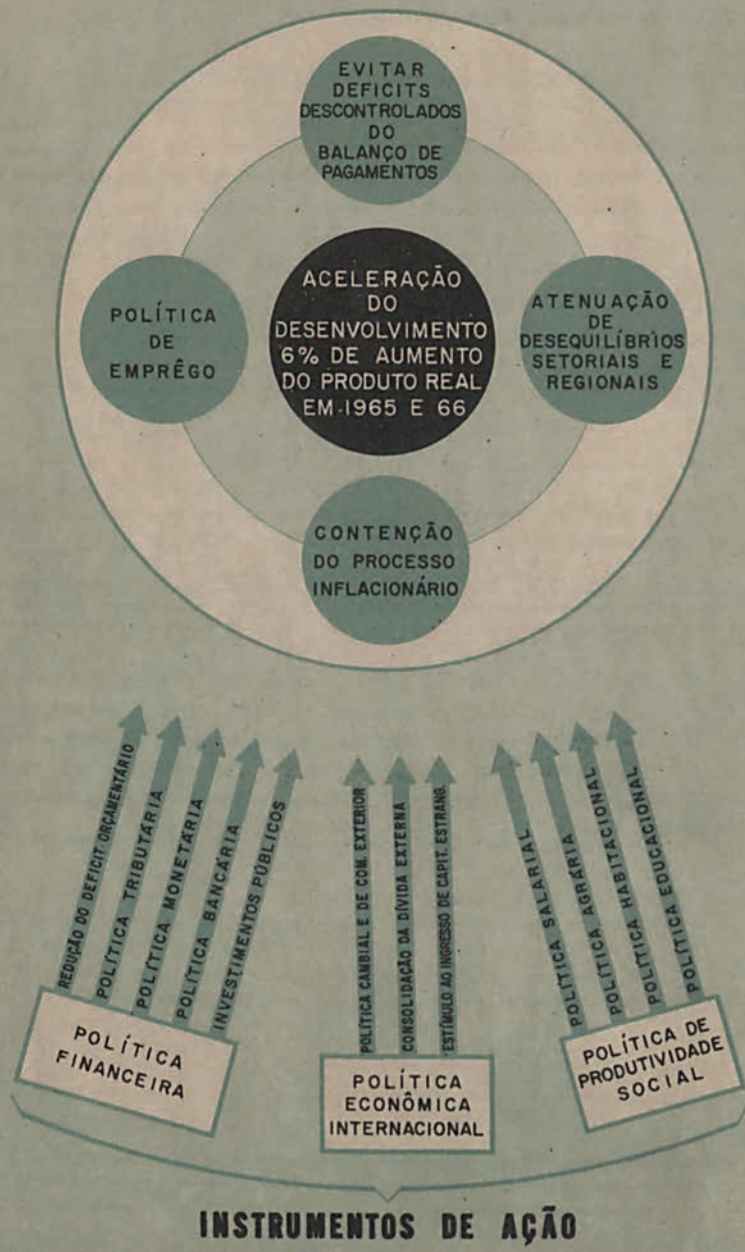 EVITAR
DEFICITS
DESCONTROLADOS
DO
BALANÇO DE
PAGAMENTOS
POLÍTICA
DE
EMPRÊGO
ACELERAÇÃO
DO
DESENVOLVIMENTO
6% DE AUMENTO
DO PRODUTO REAL
EM 1965 E 66
ATENUAÇÃO
DE
DESEQUILÍBRIOS
SETORIAIS E
REGIONAIS
CONTENÇÃO
DO PROCESSO
INFLACIONÁRIO
REDUÇÃO DO DEFICIT ORÇAMENTÁRIO
POLÍTICA TRIBUTÁRIA
POLÍTICA MONETÁRIA
POLÍTICA BANCÁRIA
INVESTIMENTOS PÚBLICOS
POLÍTICA
FINANCEIRA
POLÍTICA CAMBIAL E DE COM. EXTERIOR
CONSOLIDAÇÃO DA DÍVIDA EXTERNA
ESTÍMULO AO INGRESSO DE CAPIT. ESTRANG.
POLÍTICA
ECONÔMICA
INTERNACIONAL
POLÍTICA SALARIAL
POLÍTICA AGRÁRIA
POLÍTICA HABITACIONAL
POLÍTICA EDUCACIONAL
POLÍTICA DE
PRODUTIVIDADE
SOCIAL
INSTRUMENTOS DE AÇÃO